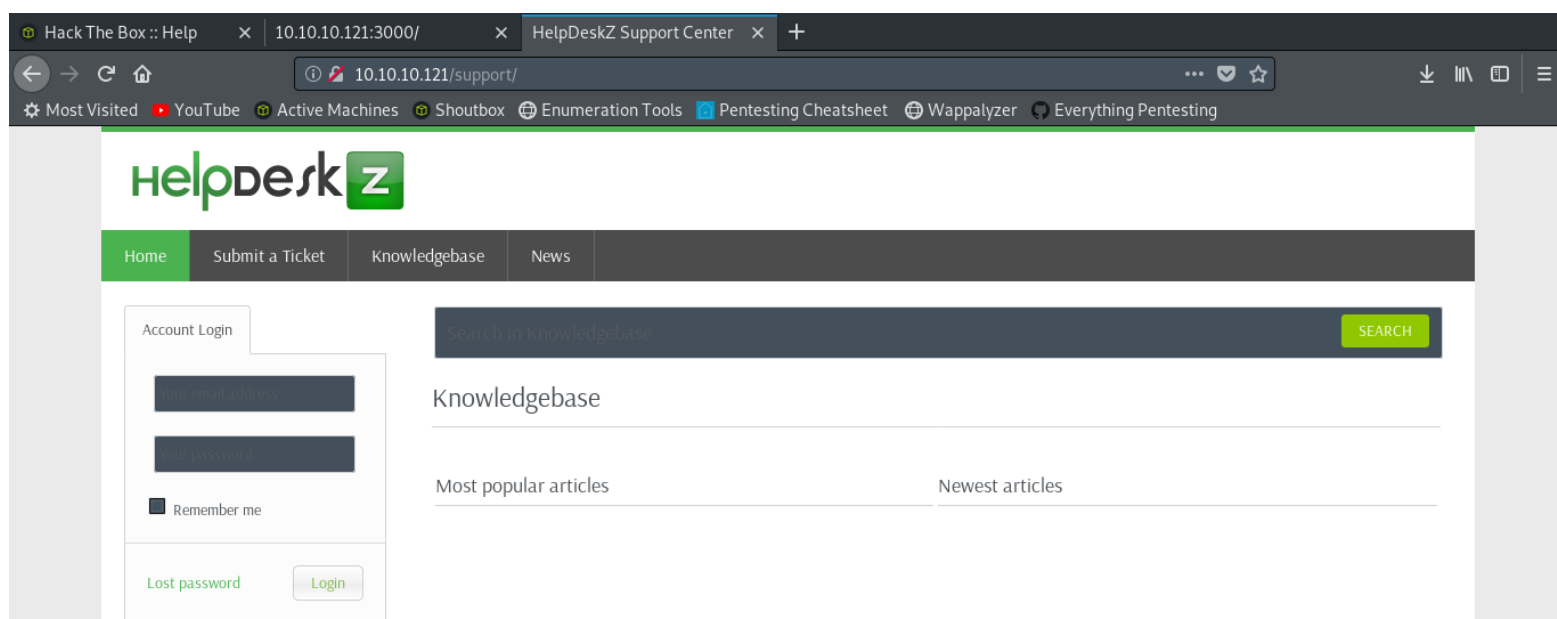 Hack The Box :: Help
10.10.10.121:3000/
HelpDeskZ Support Center
10.10.10.121/support/
Most Visited YouTube Active Machines Shoutbox Enumeration Tools Pentesting Cheatsheet Wappalyzer Everything Pentesting
HelpDesk Z
Home Submit a Ticket Knowledgebase News
Account Login
Your email address
Your password
Remember me
Lost password Login
Search in Knowledgebase SEARCH
Knowledgebase
Most popular articles
Newest articles